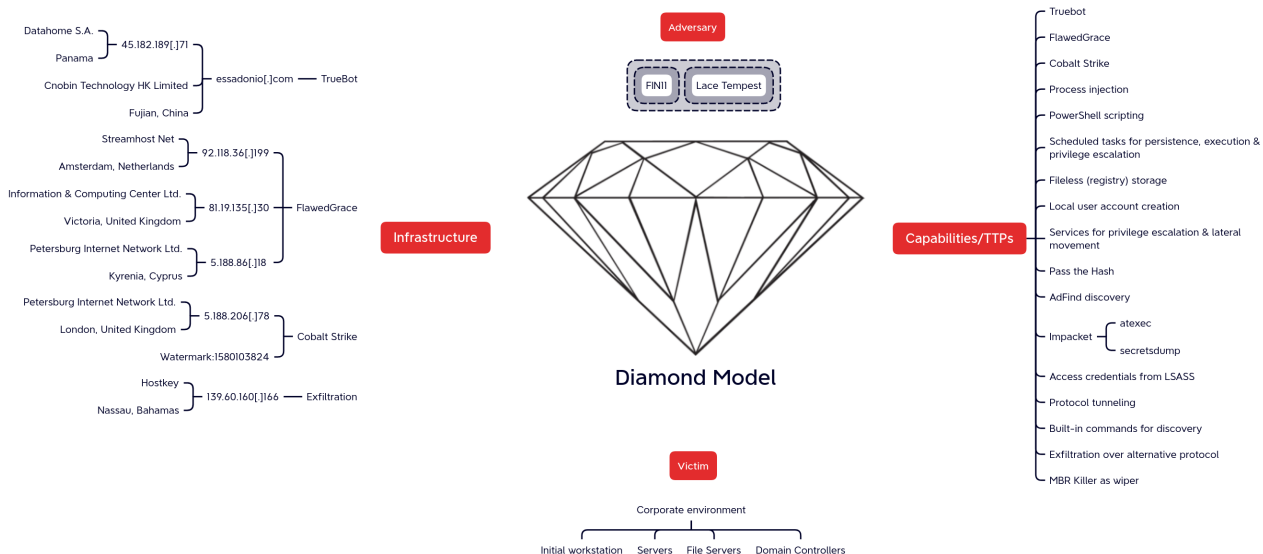 Adversary
FIN11
Lace Tempest
Datahome S.A.
Panama
45.182.189[.]71
Cnobin Technology HK Limited
Fujian, China
essadonio[.]com
TrueBot
Streamhost Net
Amsterdam, Netherlands
92.118.36[.]199
Information & Computing Center Ltd.
Victoria, United Kingdom
81.19.135[.]30
FlawedGrace
Petersburg Internet Network Ltd.
Kyrenia, Cyprus
5.188.86[.]18
Petersburg Internet Network Ltd.
London, United Kingdom
5.188.206[.]78
Watermark:1580103824
Cobalt Strike
Hostkey
Nassau, Bahamas
139.60.160[.]166
Exfiltration
Infrastructure
Diamond Model
Capabilities/TTPs
Truebot
FlawedGrace
Cobalt Strike
Process injection
PowerShell scripting
Scheduled tasks for persistence, execution &
privilege escalation
Fileless (registry) storage
Local user account creation
Services for privilege escalation & lateral
movement
Pass the Hash
AdFind discovery
Impacket
atexec
secretsdump
Access credentials from LSASS
Protocol tunneling
Built-in commands for discovery
Exfiltration over alternative protocol
MBR Killer as wiper
Victim
Corporate environment
Initial workstation
Servers
File Servers
Domain Controllers